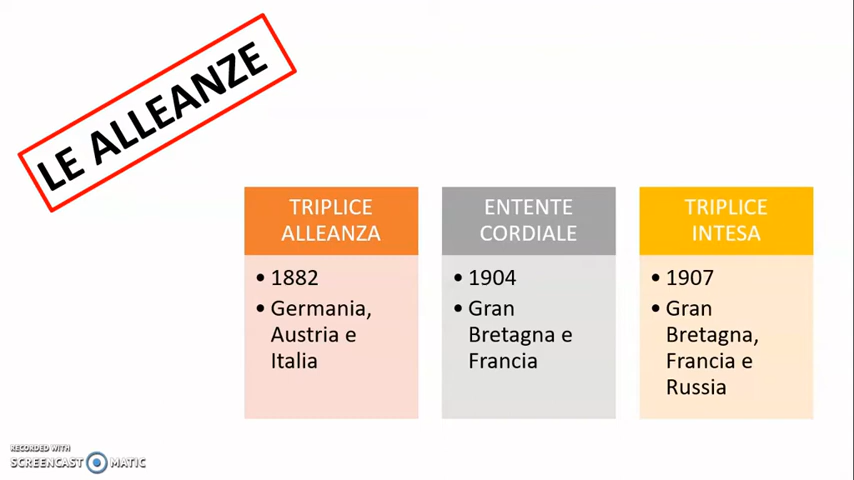 LE ALLEANZE
TRIPLICE
ALLEANZA
• 1882
• Germania,
Austria e
Italia
ENTENTE
CORDIALE
• 1904
• Gran
Bretagna e
Francia
TRIPLICE
INTESA
• 1907
• Gran
Bretagna,
Francia e
Russia
RECORDED WITH
SCREENCAST MATIC